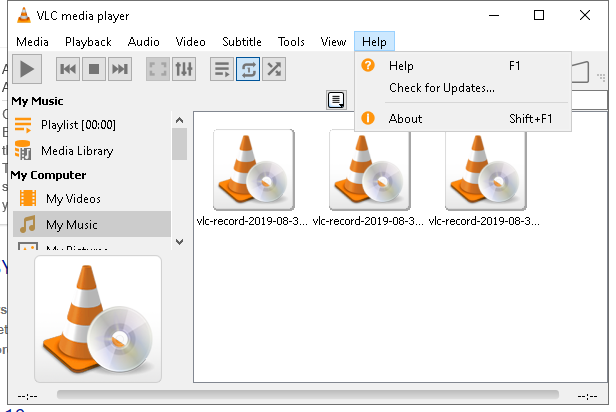 VLC media player
Media Playback Audio Video Subtitle Tools View Help
Help F1
Check for Updates...
About Shift+F1
My Music
Playlist [00:00]
Media Library
My Computer
My Videos
My Music
vlc-record-2019-08-3... vlc-record-2019-08-3... vlc-record-2019-08-3...
--:-- --:--